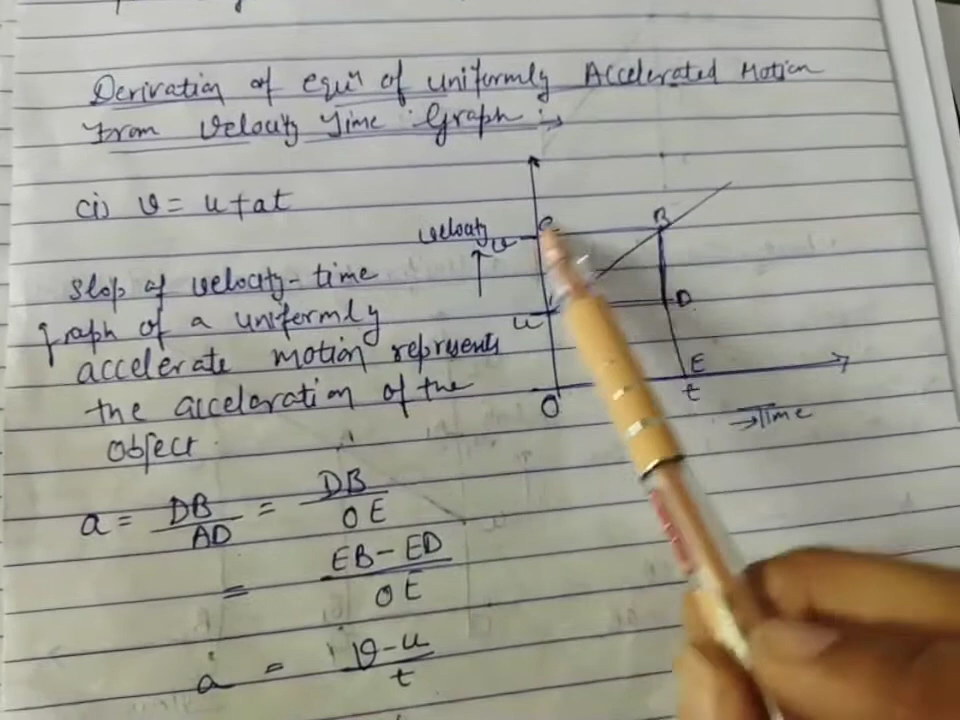 Derivation of equⁿ of uniformly Accelerated Motion
From Velocity Time Graph :→
(i) v = u + at
Slop of velocity-time
graph of a uniformly
accelerate motion represents
the acceleration of the
object.
a = DB/AD = DB/OE
= EB-ED/OE
a = v-u/t
Velocity
v
C
B
u
D
O
E
t
→Time